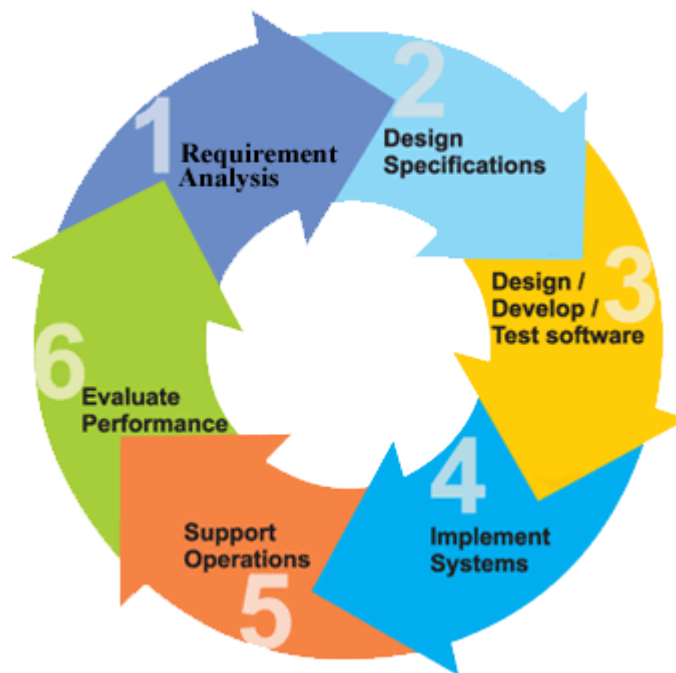 1
Requirement
Analysis
2
Design
Specifications
3
Design /
Develop /
Test software
4
Implement
Systems
5
Support
Operations
6
Evaluate
Performance